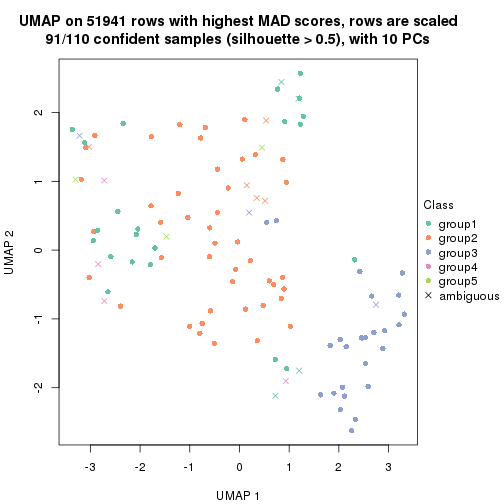 UMAP on 51941 rows with highest MAD scores, rows are scaled
91/110 confident samples (silhouette > 0.5), with 10 PCs
2
1
0
-1
-2
UMAP 2
-3
-2
-1
0
1
2
3
UMAP 1
Class
group1
group2
group3
group4
group5
ambiguous